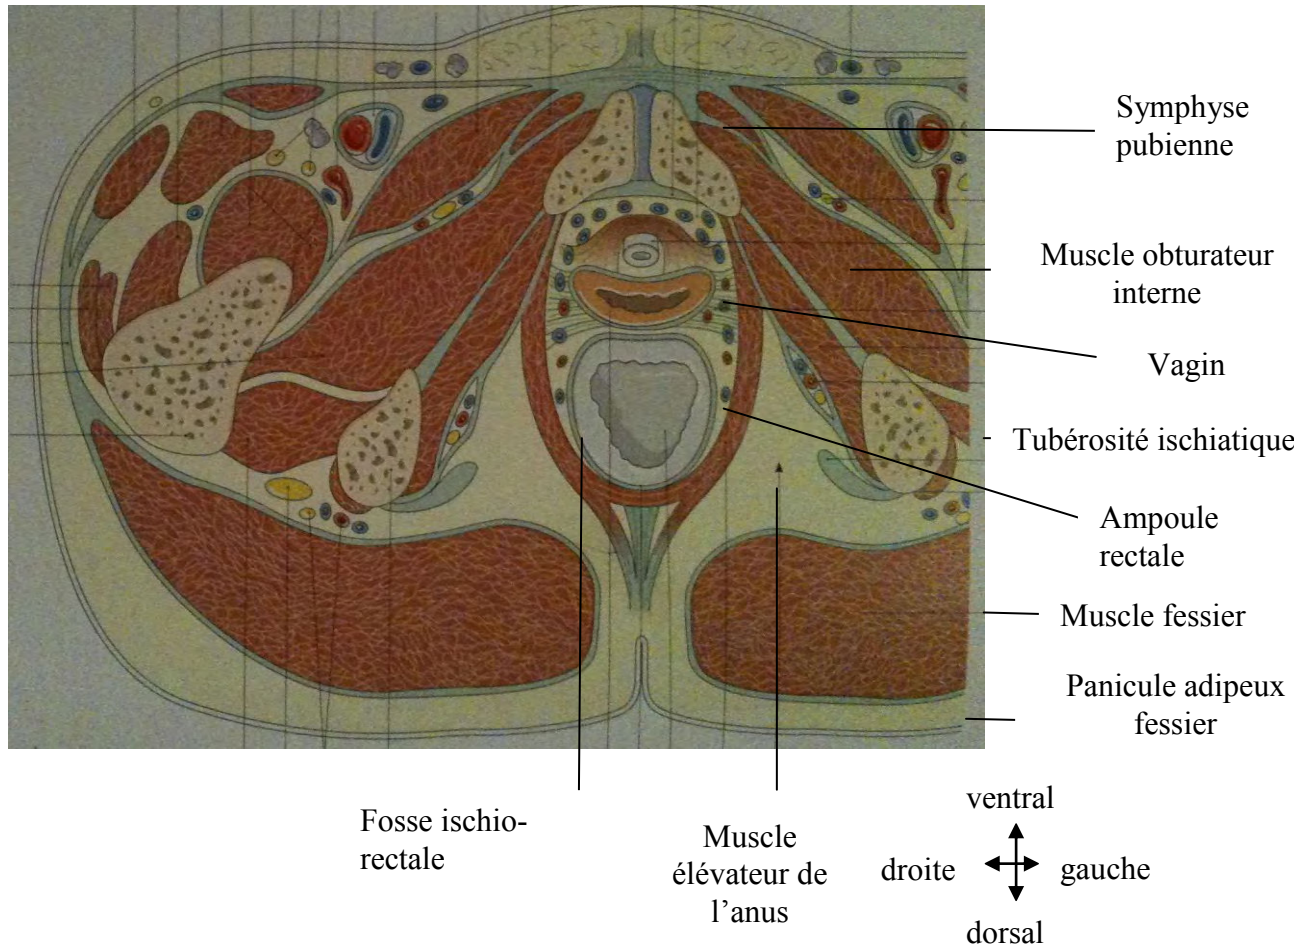 Symphyse
pubienne
Muscle obturateur
interne
Vagin
Tubérosité ischiatique
Ampoule
rectale
Muscle fessier
Panicule adipeux
fessier
Fosse ischio-
rectale
Muscle
élévateur de
l’anus
ventral
droite
gauche
dorsal